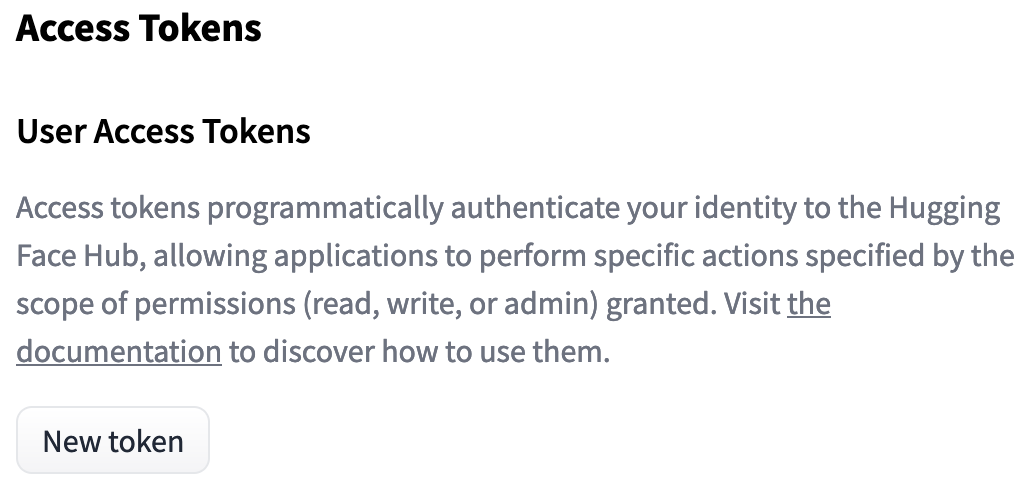 Access Tokens
User Access Tokens
Access tokens programmatically authenticate your identity to the Hugging
Face Hub, allowing applications to perform specific actions specified by the
scope of permissions (read, write, or admin) granted. Visit the
documentation to discover how to use them.
New token